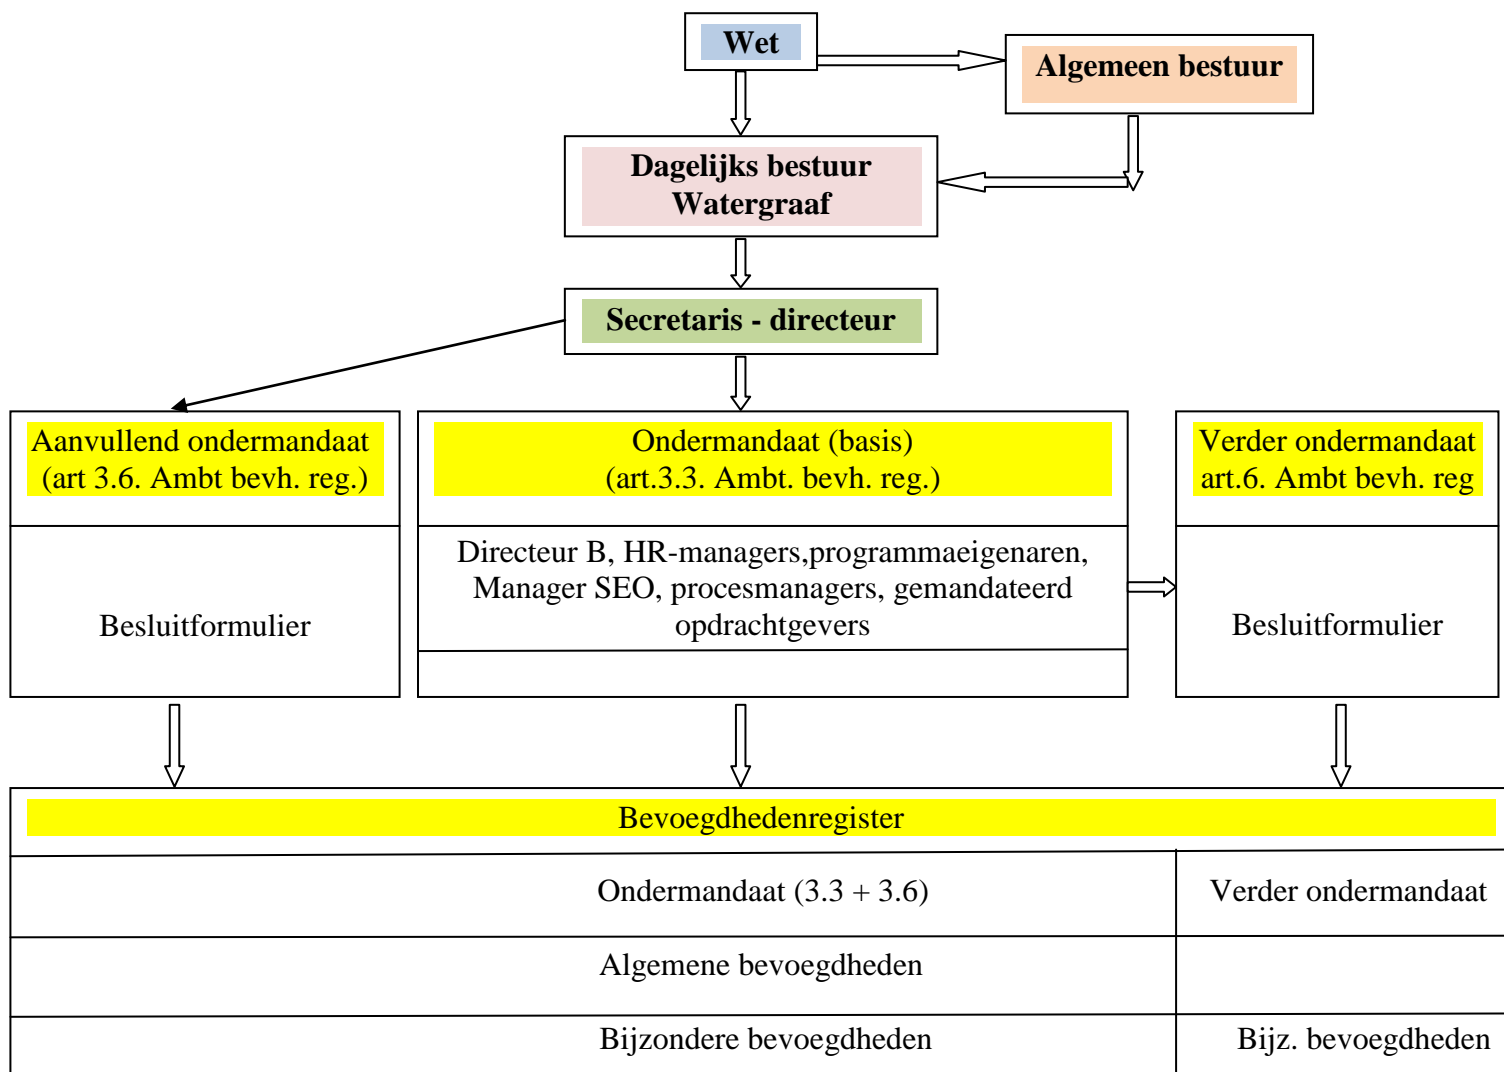 Wet
Algemeen bestuur
Dagelijks bestuur
Watergraaf
Secretaris - directeur
Aanvullend ondermandaat
(art 3.6. Ambt bevh. reg.)
Besluitformulier
Ondermandaat (basis)
(art.3.3. Ambt. bevh. reg.)
Directeur B, HR-managers,programmaeigenaren,
Manager SEO, procesmanagers, gemandateerd
opdrachtgevers
Verder ondermandaat
art.6. Ambt bevh. reg
Besluitformulier
Bevoegdhedenregister
Ondermandaat (3.3 + 3.6)
Verder ondermandaat
Algemene bevoegdheden
Bijzondere bevoegdheden
Bijz. bevoegdheden